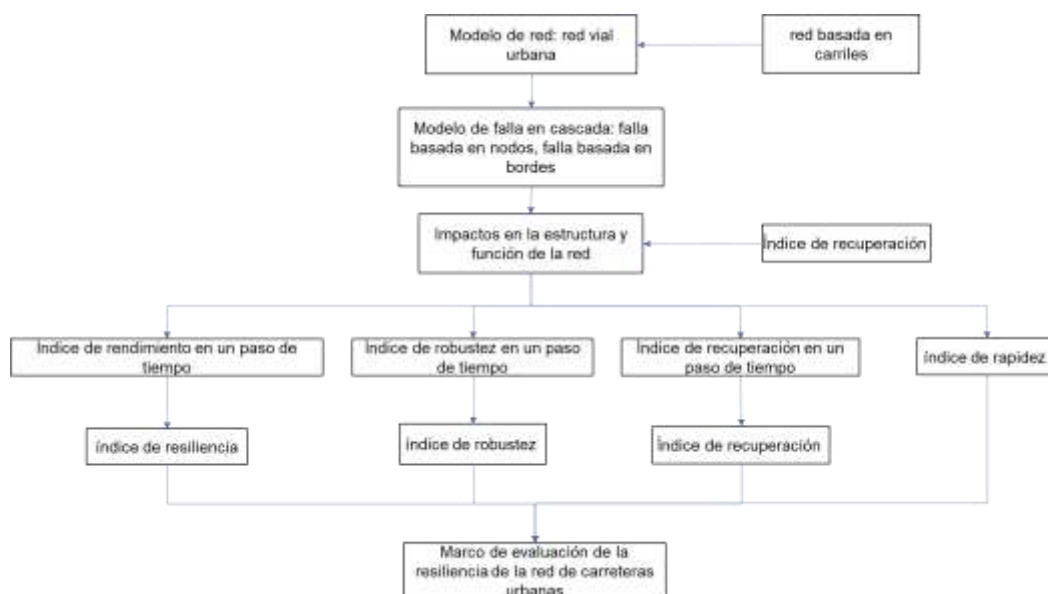 Modelo de red: red vial
urbana
red basada en
carriles
Modelo de falla en cascada: falla
basada en nodos, falla basada en
bordes
Impactos en la estructura y
función de la red
Índice de recuperación
Indice de rendimiento en un paso de
tiempo
Índice de robustez en un paso
de tiempo
Índice de recuperación en un
paso de tiempo
índice de rapidez
índice de resiliencia
índice de robustez
Índice de recuperación
Marco de evaluación de la
resiliencia de la red de carreteras
urbanas